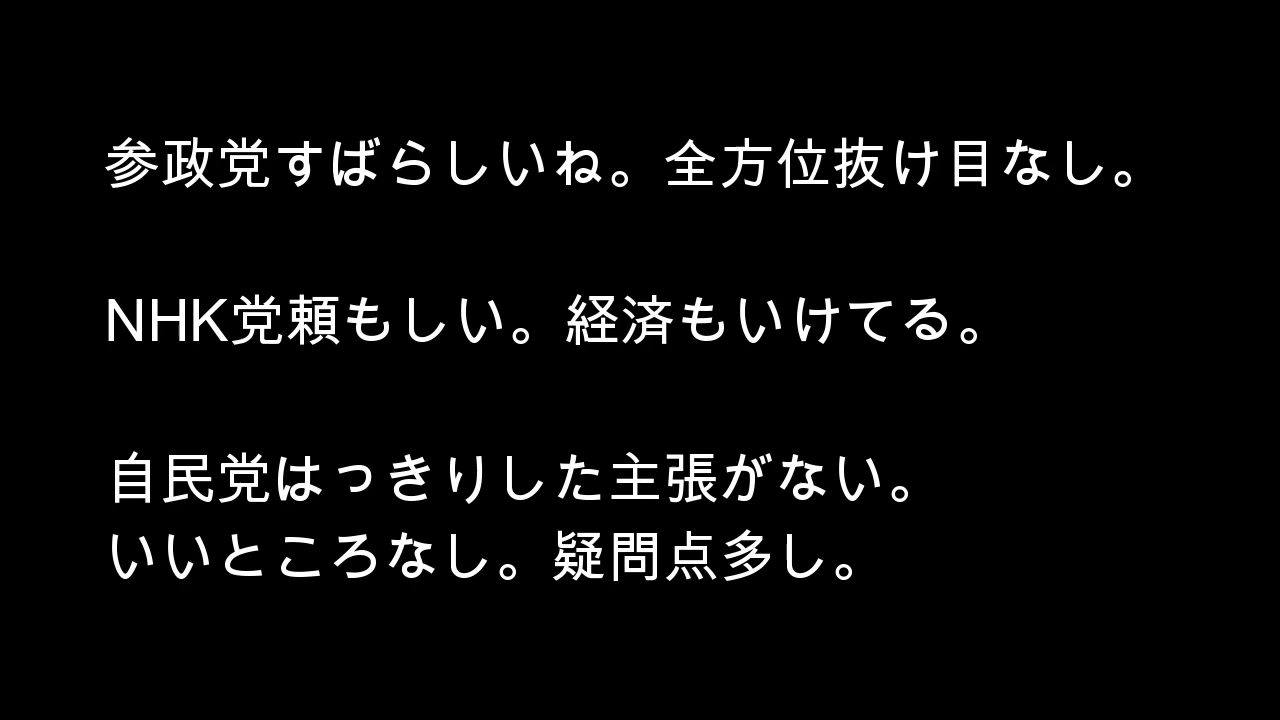 参政党すばらしいね。全方位抜け目なし。
NHK党頼もしい。経済もいけてる。
自民党はっきりした主張がない。
いいところなし。疑問点多し。